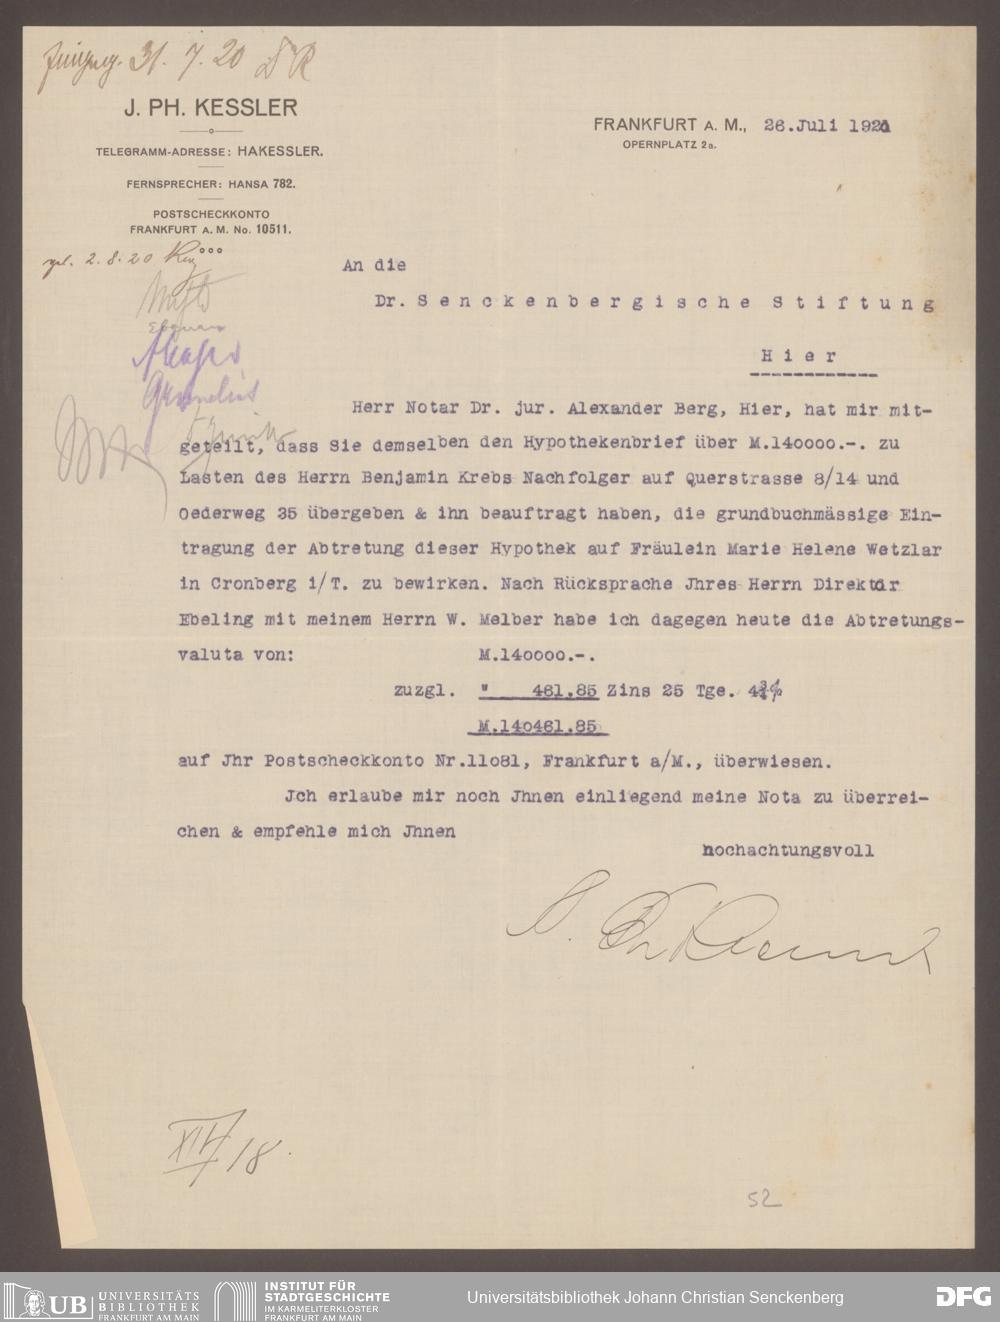 31. 7. 20
J. PH. KESSLER
TELEGRAMM-ADRESSE: HAKESSLER.
FERNSPRECHER: HANSA 782.
POSTSCHECKKONTO
FRANKFURT A. M. No. 10511.
2. 8. 20
FRANKFURT A. M., 26.Juli 1920
OPERNPLATZ 2a.
An die
Dr. Senckenbergische Stiftung
Hier
Herr Notar Dr. jur. Alexander Berg, Hier, hat mir mit-
geteilt, dass Sie demselben den Hypothekenbrief über M.140000.-. zu
Lasten des Herrn Benjamin Krebs Nachfolger auf Querstrasse 8/14 und
Oederweg 35 übergeben & ihn beauftragt haben, die grundbuchmässige Ein-
tragung der Abtretung dieser Hypothek auf Fräulein Marie Helene Wetzlar
in Cronberg i/T. zu bewirken. Nach Rücksprache Jhres Herrn Direktor
Ebeling mit meinem Herrn W. Melber habe ich dagegen heute die Abtretungs-
valuta von: M.140000.-.
zuzgl. " 461.85 Zins 25 Tge. 4¾%
M.140461.85
auf Jhr Postscheckkonto Nr.11081, Frankfurt a/M., überwiesen.
Jch erlaube mir noch Jhnen einliegend meine Nota zu überrei-
chen & empfehle mich Jhnen
hochachtungsvoll
18
52
UB UNIVERSITÄTS
BIBLIOTHEK
FRANKFURT AM MAIN
INSTITUT FÜR
STADTGESCHICHTE
IM KARMELITERKLOSTER
FRANKFURT AM MAIN
Universitätsbibliothek Johann Christian Senckenberg
DFG